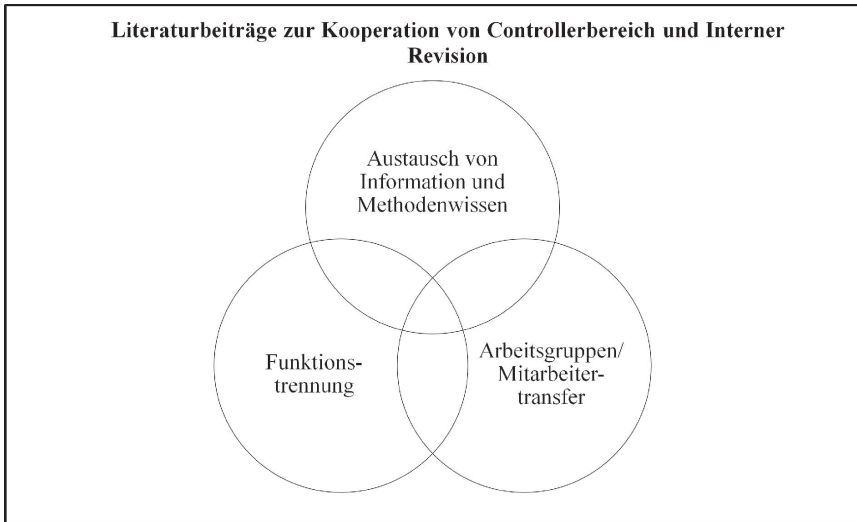 Literaturbeiträge zur Kooperation von Controllerbereich und Interner
Revision
Austausch von
Information und
Methodenwissen
Funktions-
trennung
Arbeitsgruppen/
Mitarbeiter-
transfer